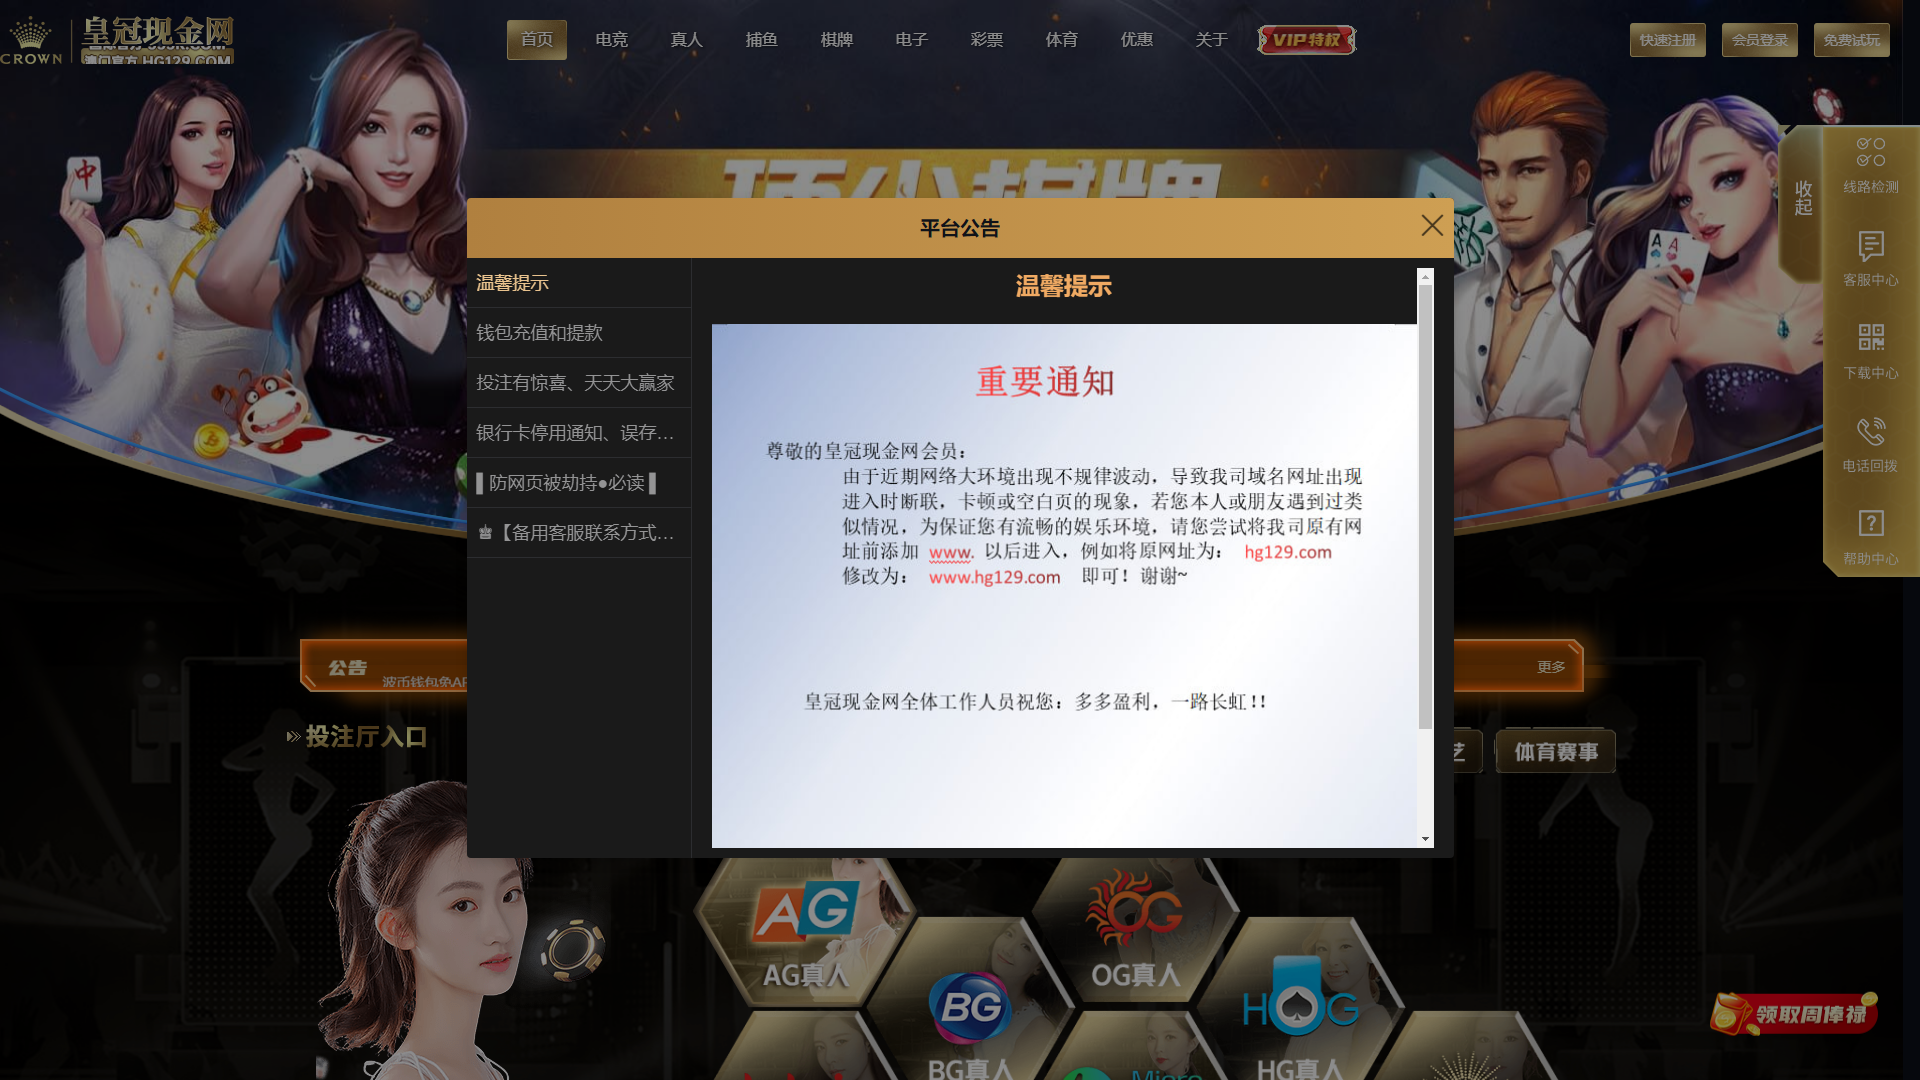 皇冠现金网
CROWN
澳门官方 HG129.COM
首页
电竞
真人
捕鱼
棋牌
电子
彩票
体育
优惠
关于
VIP特权
快速注册
会员登录
免费试玩
收起
线路检测
客服中心
下载中心
电话回拨
帮助中心
平台公告
温馨提示
钱包充值和提款
投注有惊喜、天天大赢家
银行卡停用通知、误存…
▌防网页被劫持●必读▐
♚【备用客服联系方式…
温馨提示
重要通知
尊敬的皇冠现金网会员：
由于近期网络大环境出现不规律波动，导致我司域名网址出现
进入时断联，卡顿或空白页的现象，若您本人或朋友遇到过类
似情况，为保证您有流畅的娱乐环境，请您尝试将我司原有网
址前添加 www. 以后进入，例如将原网址为： hg129.com
修改为： www.hg129.com 即可！谢谢~
皇冠现金网全体工作人员祝您：多多盈利，一路长虹!!
公告
更多
投注厅入口
体育赛事
AG
AG真人
BG
BG真人
OG
OG真人
HOG
HG真人
领取周俸禄
中
A A